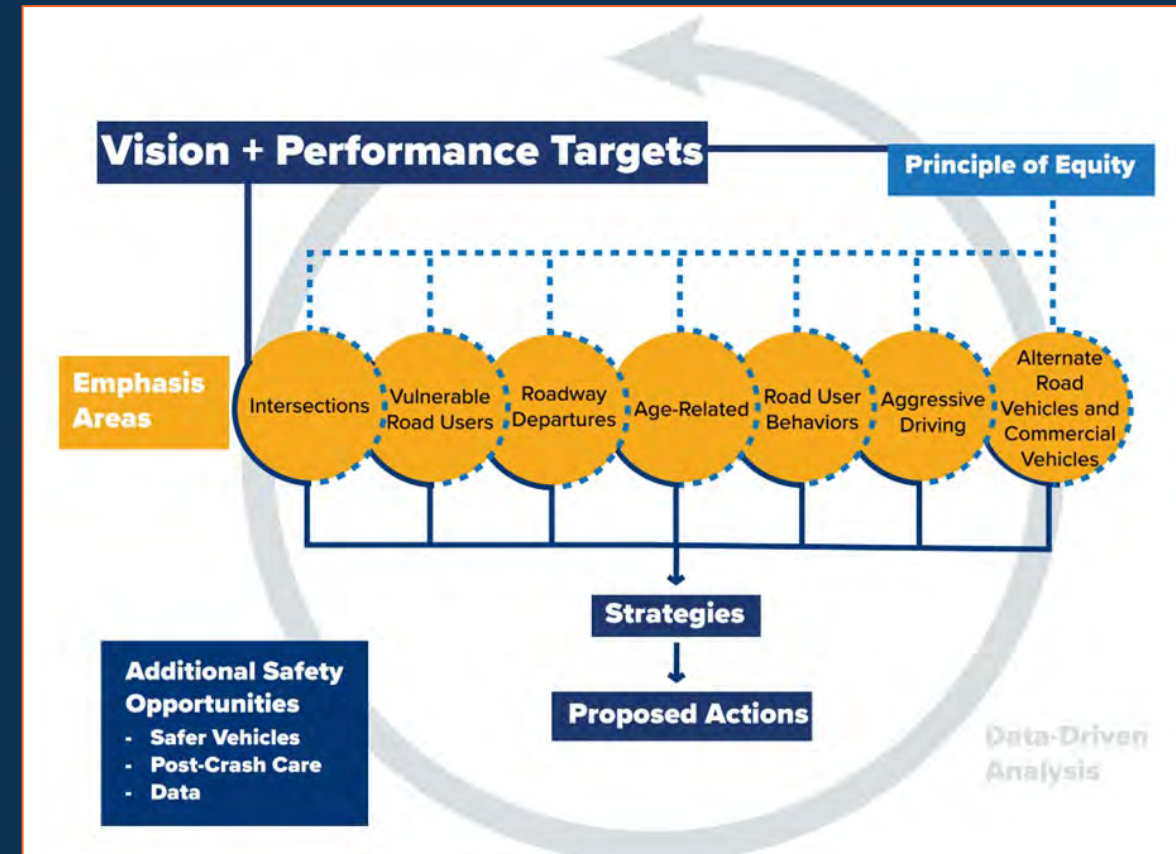 Vision + Performance Targets
Principle of Equity
Emphasis
Areas
Intersections
Vulnerable
Road Users
Roadway
Departures
Age-Related
Road User
Behaviors
Aggressive
Driving
Alternate
Road
Vehicles and
Commercial
Vehicles
Strategies
Proposed Actions
Additional Safety
Opportunities
- Safer Vehicles
- Post-Crash Care
- Data
Data-Driven
Analysis